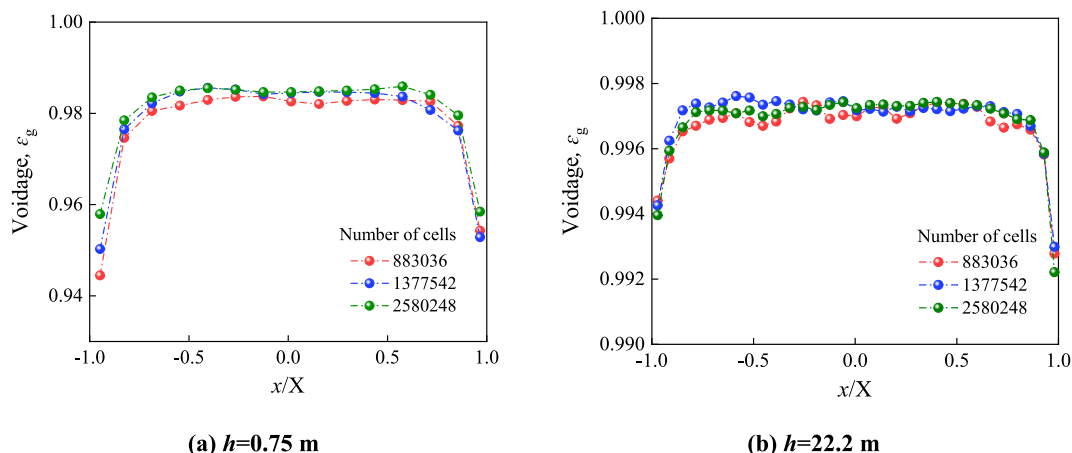 1.00
0.98
0.96
0.94
Voidage, εg
Number of cells
883036
1377542
2580248
-1.0 -0.5 0.0 0.5 1.0
x/X
(a) h=0.75 m
1.000
0.998
0.996
0.994
0.992
0.990
Voidage, εg
Number of cells
883036
1377542
2580248
-1.0 -0.5 0.0 0.5 1.0
x/X
(b) h=22.2 m